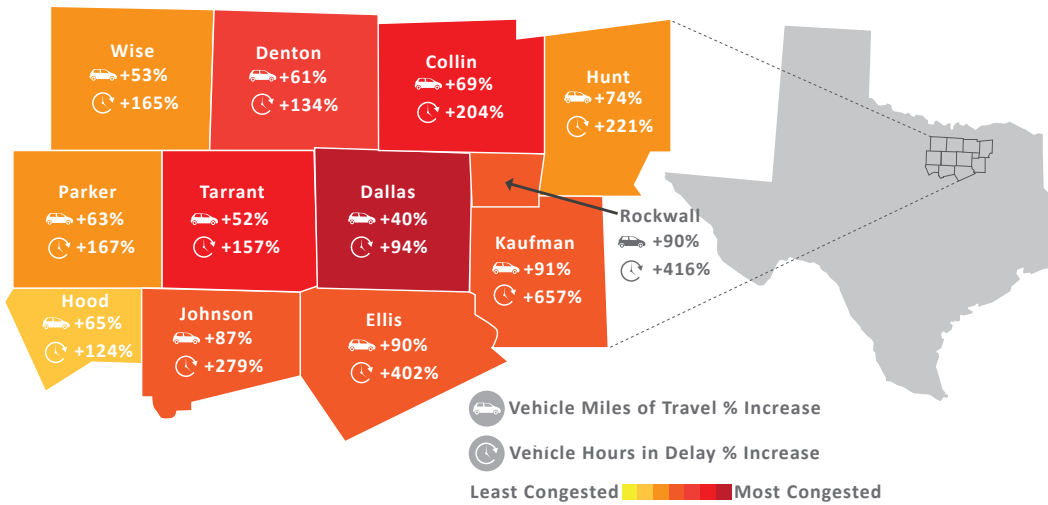 Wise
+53%
+165%
Denton
+61%
+134%
Collin
+69%
+204%
Hunt
+74%
+221%
Parker
+63%
+167%
Tarrant
+52%
+157%
Dallas
+40%
+94%
Rockwall
+90%
+416%
Kaufman
+91%
+657%
Hood
+65%
+124%
Johnson
+87%
+279%
Ellis
+90%
+402%
Vehicle Miles of Travel % Increase
Vehicle Hours in Delay % Increase
Least Congested Most Congested